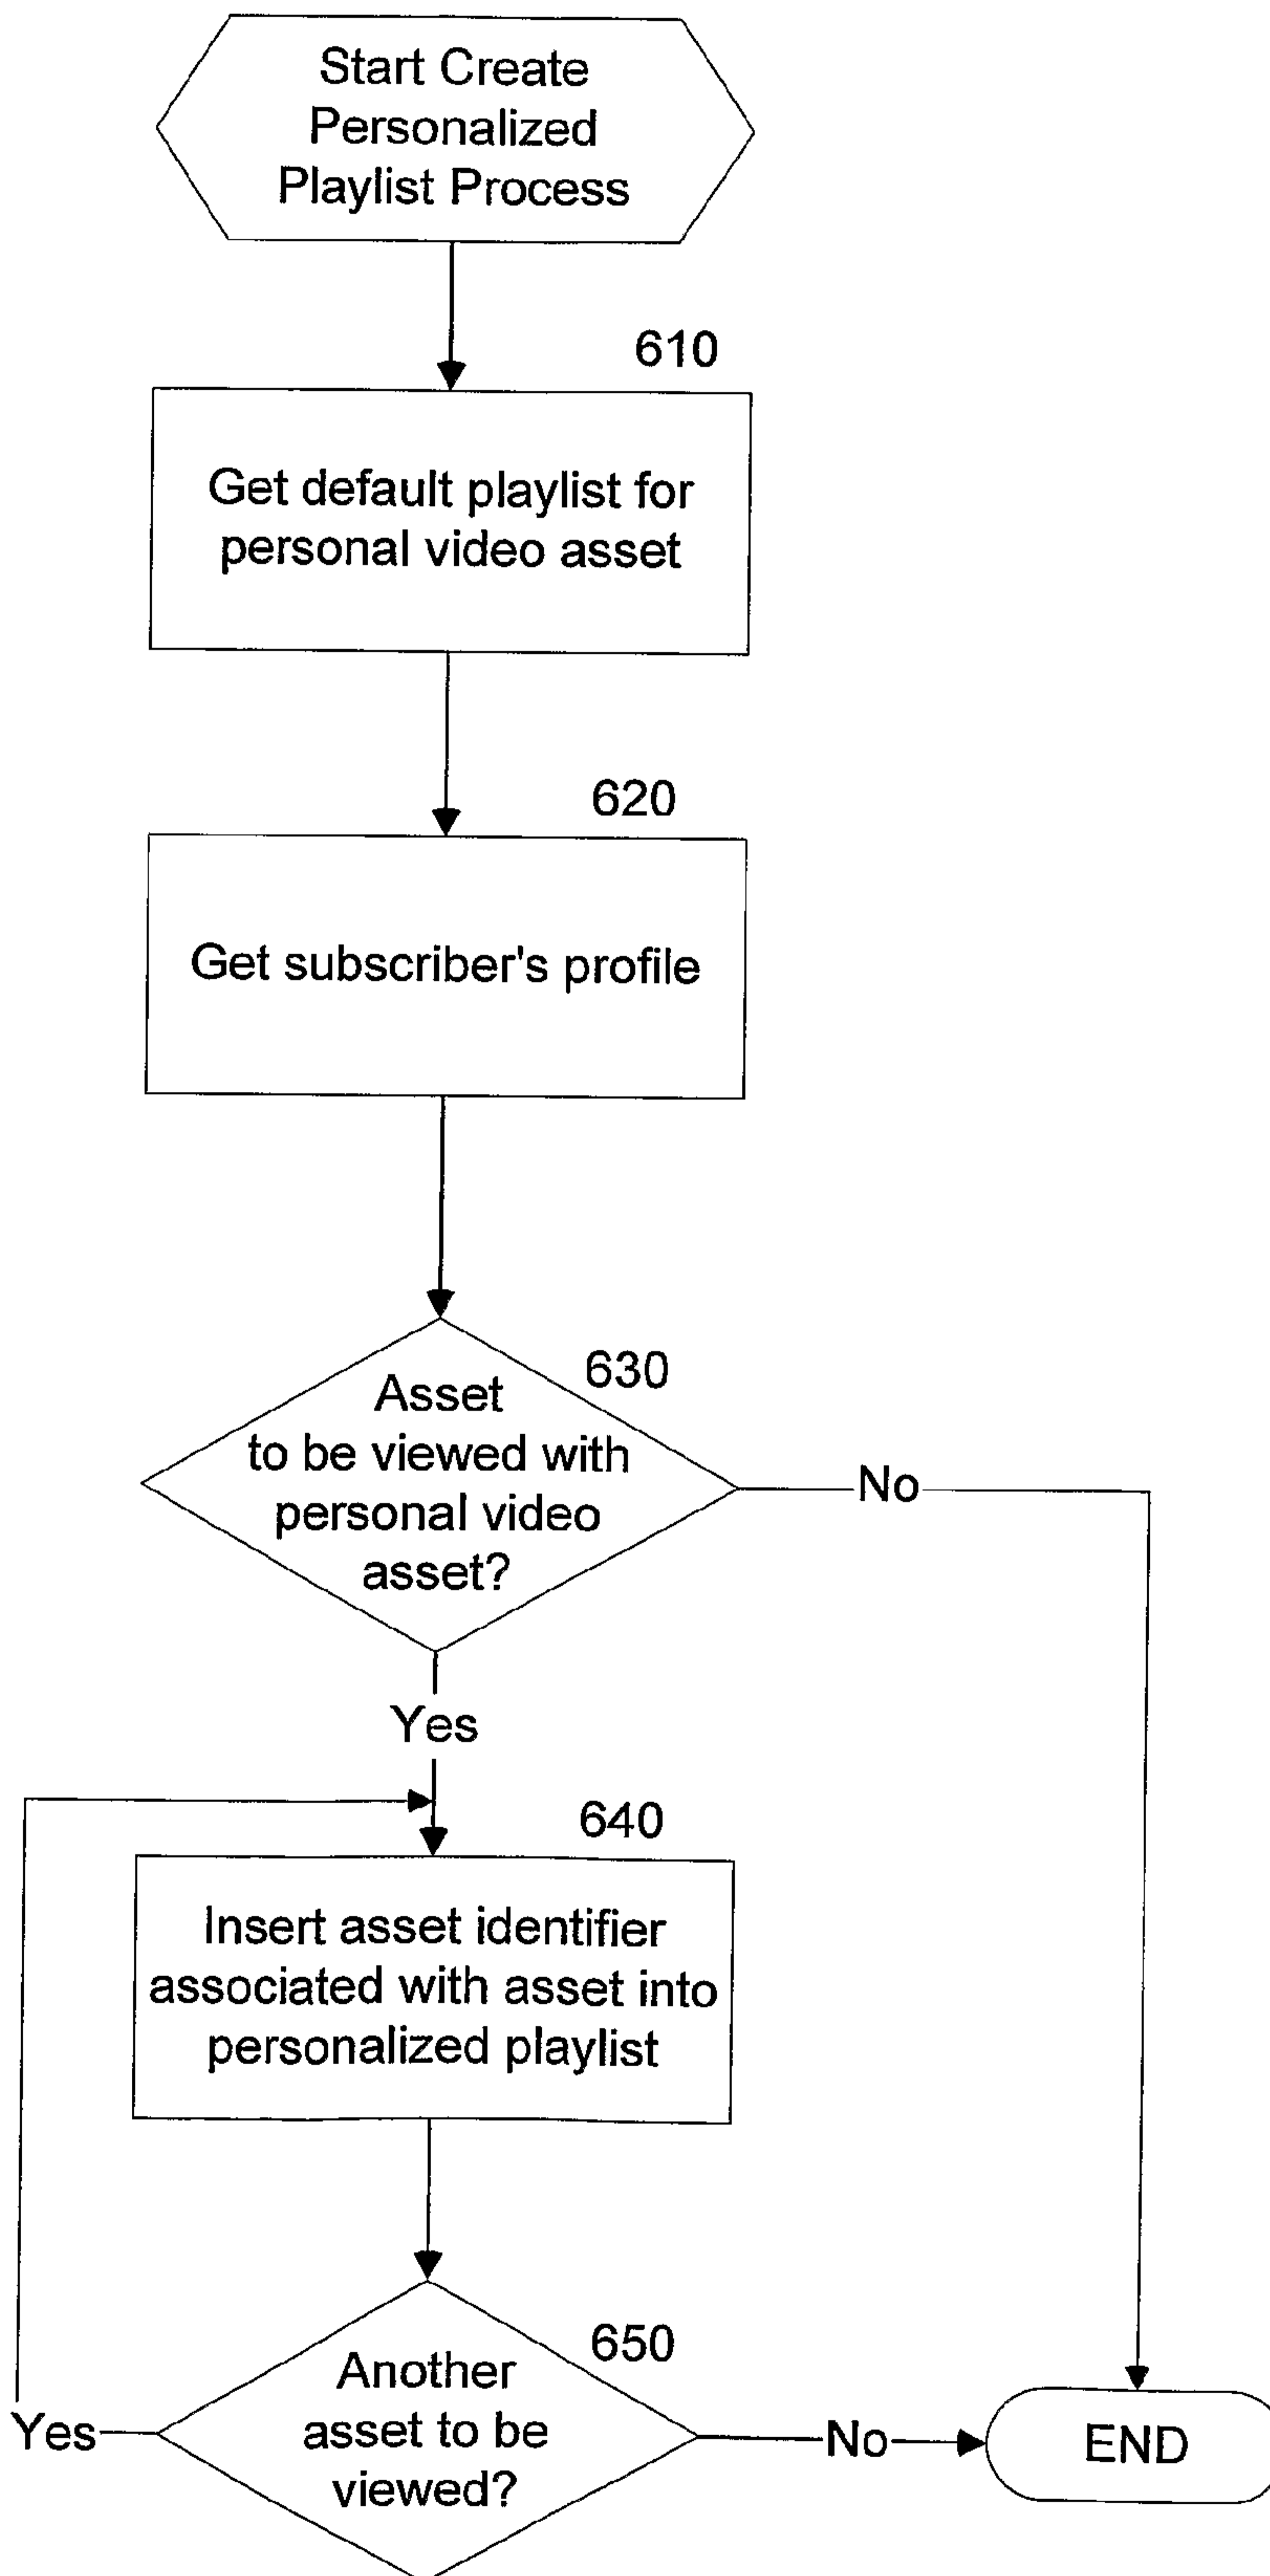 Start Create
Personalized
Playlist Process
610
Get default playlist for
personal video asset
620
Get subscriber's profile
630
Asset
to be viewed with
personal video
asset?
No
Yes
640
Insert asset identifier
associated with asset into
personalized playlist
650
Another
asset to be
viewed?
Yes
No
END